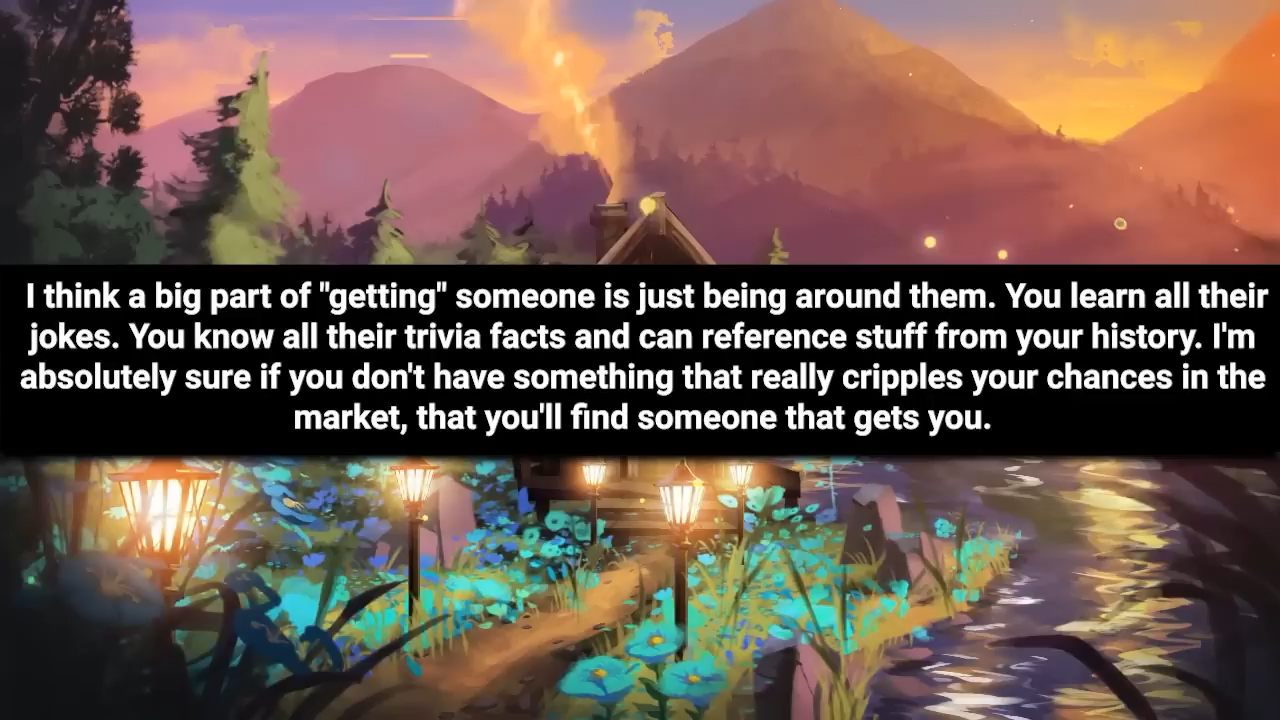 I think a big part of "getting" someone is just being around them. You learn all their
jokes. You know all their trivia facts and can reference stuff from your history. I'm
absolutely sure if you don't have something that really cripples your chances in the
market, that you'll find someone that gets you.